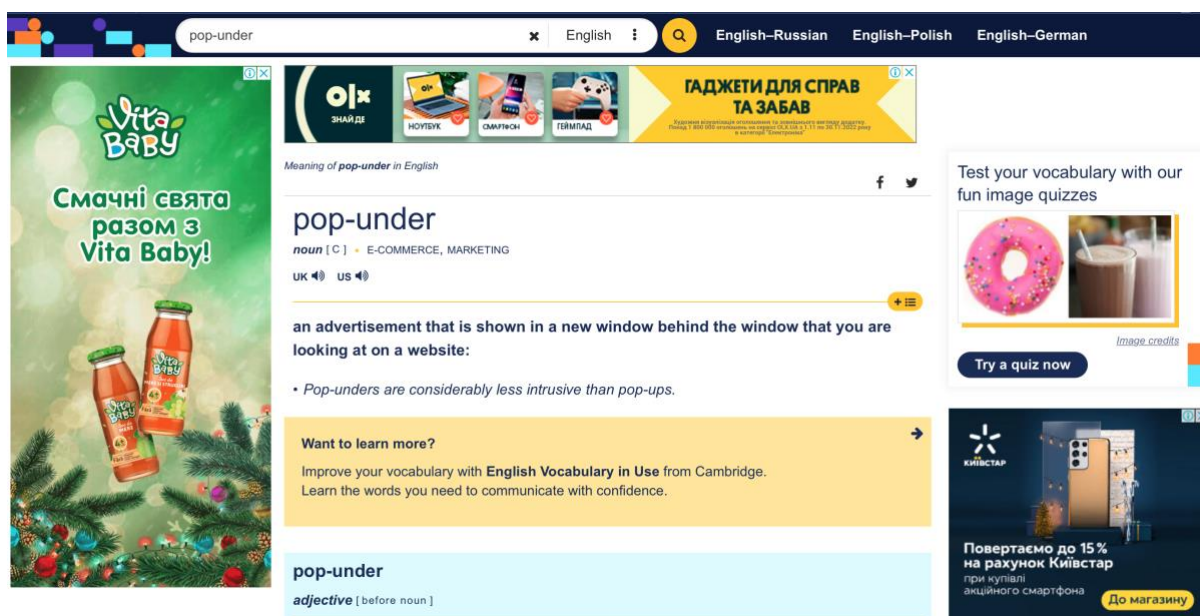 pop-under
English
English–Russian
English–Polish
English–German
Vita
BABY
Смачні свята
разом з
Vita Baby!
olx
ЗНАЙДЕ
НОУТБУК
СМАРТФОН
ГЕЙМПАД
ГАДЖЕТИ ДЛЯ СПРАВ
ТА ЗАБАВ
Meaning of pop-under in English
pop-under
noun [ C ] • E-COMMERCE, MARKETING
UK US
an advertisement that is shown in a new window behind the window that you are
looking at on a website:
• Pop-unders are considerably less intrusive than pop-ups.
Want to learn more?
Improve your vocabulary with English Vocabulary in Use from Cambridge.
Learn the words you need to communicate with confidence.
pop-under
adjective [ before noun ]
Test your vocabulary with our
fun image quizzes
Image credits
Try a quiz now
КИЇВСТАР
Повертаємо до 15 %
на рахунок Київстар
при купівлі
акційного смартфона
До магазину